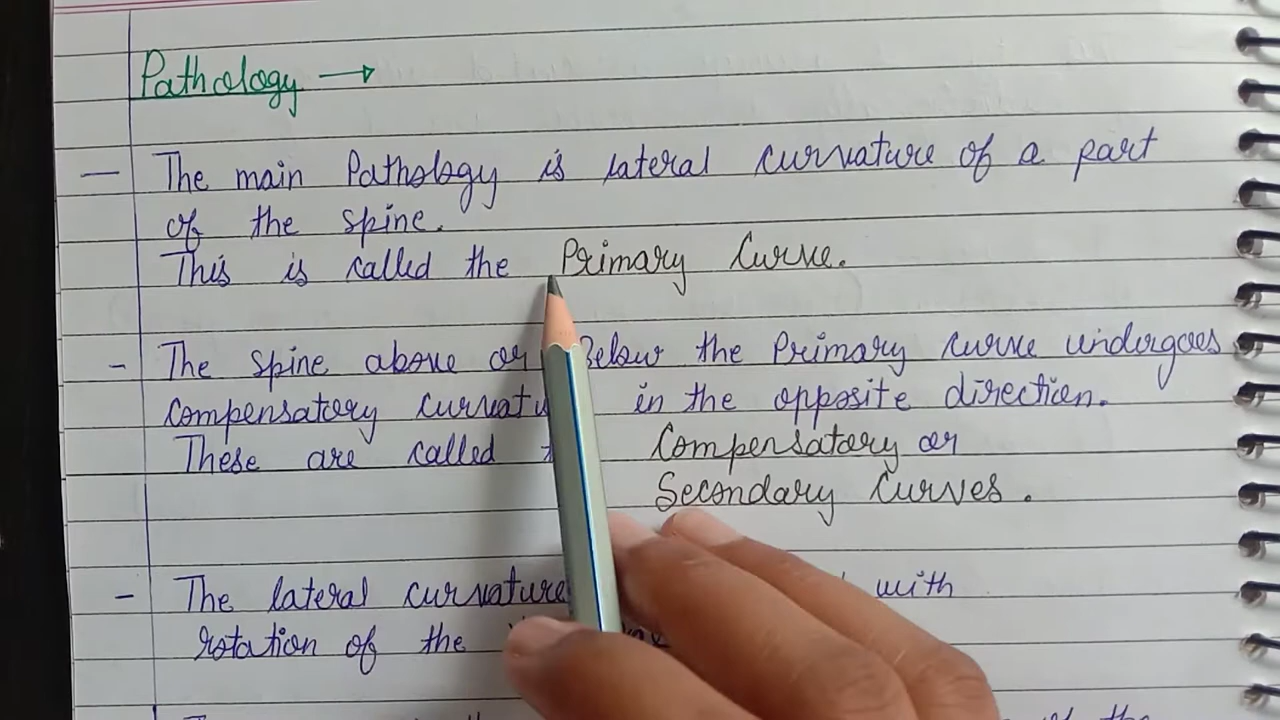 Pathology →
— The main Pathology is lateral curvature of a part
of the spine.
This is called the Primary Curve.
- The spine above or Below the Primary curve undergoes
compensatory in the opposite direction.
These are called Compensatory or
Secondary Curves.
- The lateral curvature with
rotation of the